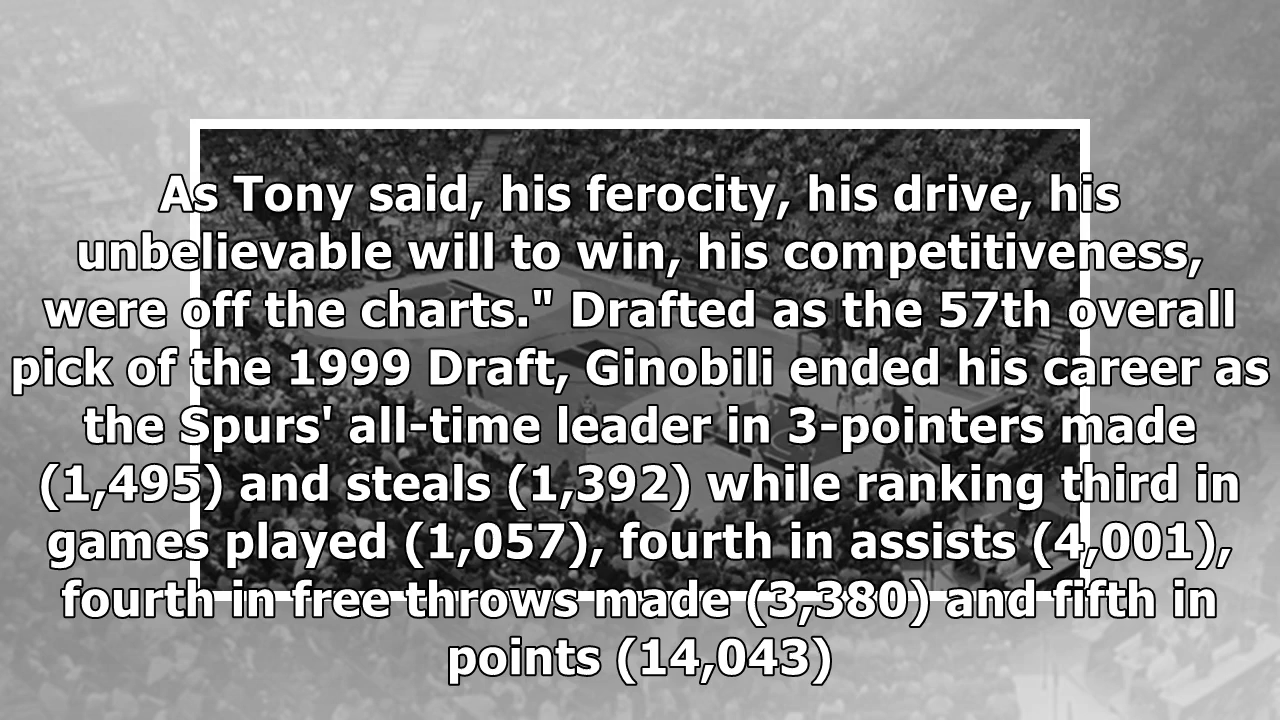 As Tony said, his ferocity, his drive, his
unbelievable will to win, his competitiveness,
were off the charts." Drafted as the 57th overall
pick of the 1999 Draft, Ginobili ended his career as
the Spurs' all-time leader in 3-pointers made
(1,495) and steals (1,392) while ranking third in
games played (1,057), fourth in assists (4,001),
fourth in free throws made (3,380) and fifth in
points (14,043)